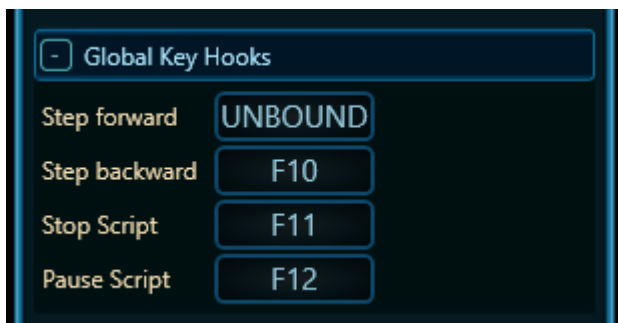 - Global Key Hooks
Step forward UNBOUND
Step backward F10
Stop Script F11
Pause Script F12